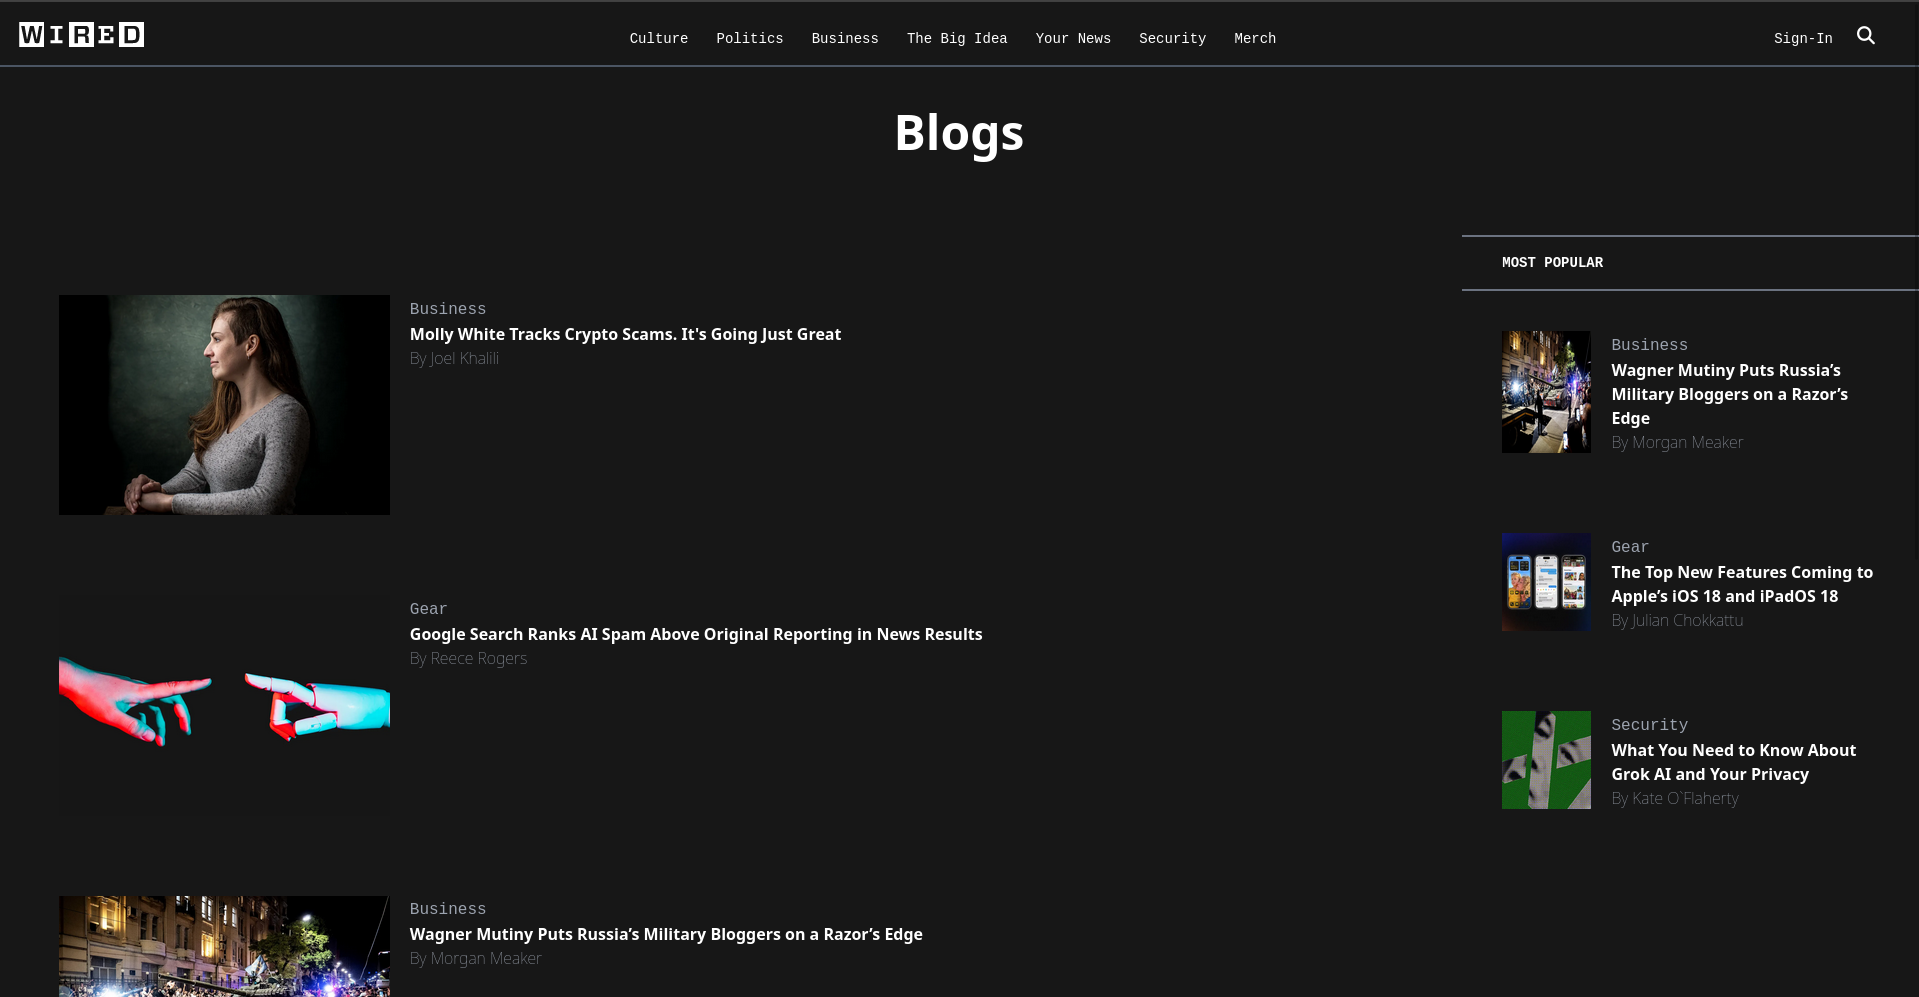 WIRED
Culture Politics Business The Big Idea Your News Security Merch
Sign-In
Blogs
Business
Molly White Tracks Crypto Scams. It's Going Just Great
By Joel Khalili
Gear
Google Search Ranks AI Spam Above Original Reporting in News Results
By Reece Rogers
Business
Wagner Mutiny Puts Russia’s Military Bloggers on a Razor’s Edge
By Morgan Meaker
MOST POPULAR
Business
Wagner Mutiny Puts Russia’s
Military Bloggers on a Razor’s
Edge
By Morgan Meaker
Gear
The Top New Features Coming to
Apple’s iOS 18 and iPadOS 18
By Julian Chokkattu
Security
What You Need to Know About
Grok AI and Your Privacy
By Kate O`Flaherty